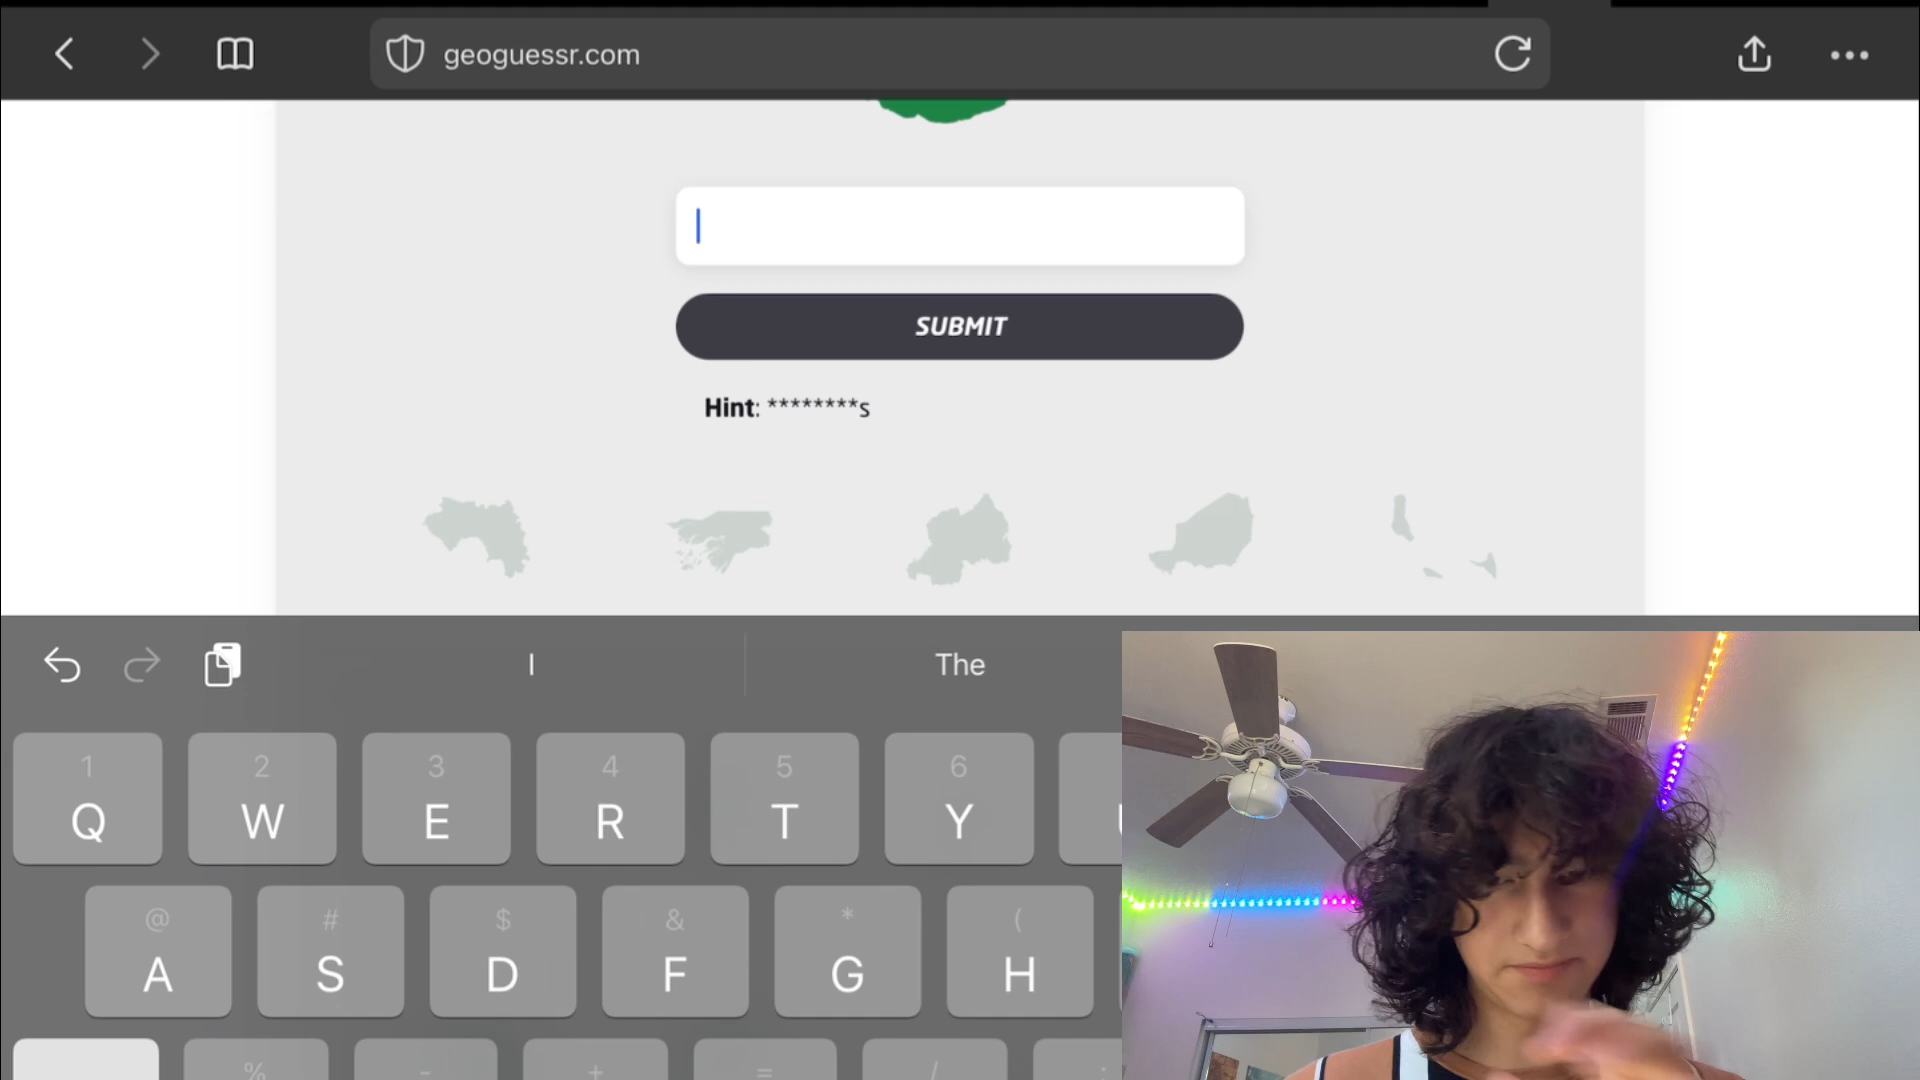 geoguessr.com
SUBMIT
Hint: ********s
I
The
1 2 3 4 5 6
Q W E R T Y
@ # $ & * (
A S D F G H
% - + = / :